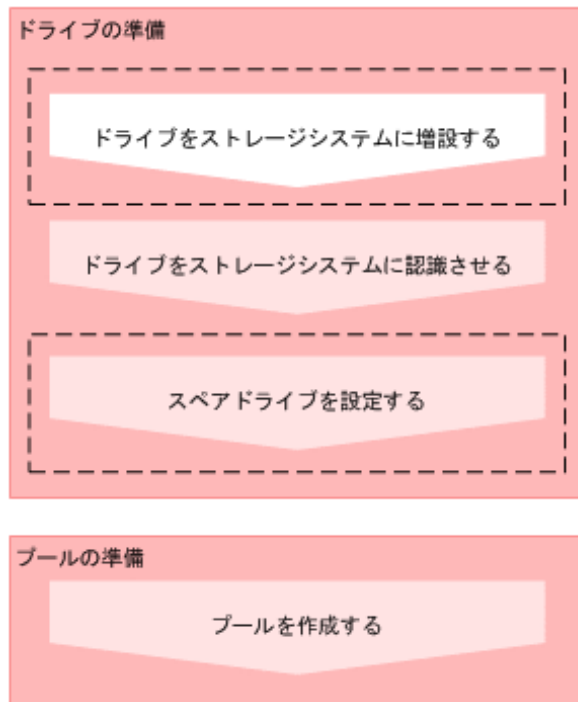 ドライブの準備
ドライブをストレージシステムに増設する
ドライブをストレージシステムに認識させる
スペアドライブを設定する
プールの準備
プールを作成する